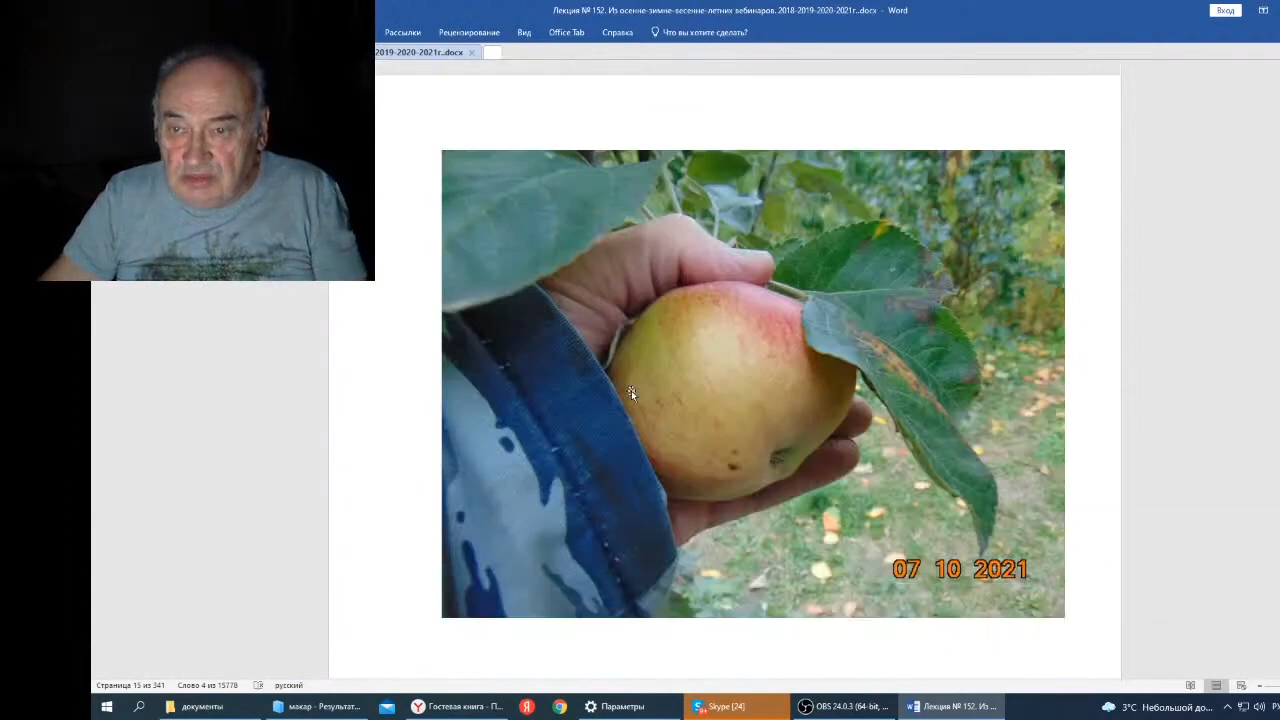 Лекция № 152. Из осенне-зимне-весенне-летних вебинаров. 2018-2019-2020-2021г..docx - Word
Вход
Рассылки Рецензирование Вид Office Tab Справка Что вы хотите сделать?
2019-2020-2021г..docx
07 10 2021
Страница 15 из 341 Слово 4 из 15778 русский
документы макар - Результат... Гостевая книга - П... Параметры Skype [24] OBS 24.0.3 (64-bit, ... Лекция № 152. Из ... 3°C Небольшой до...